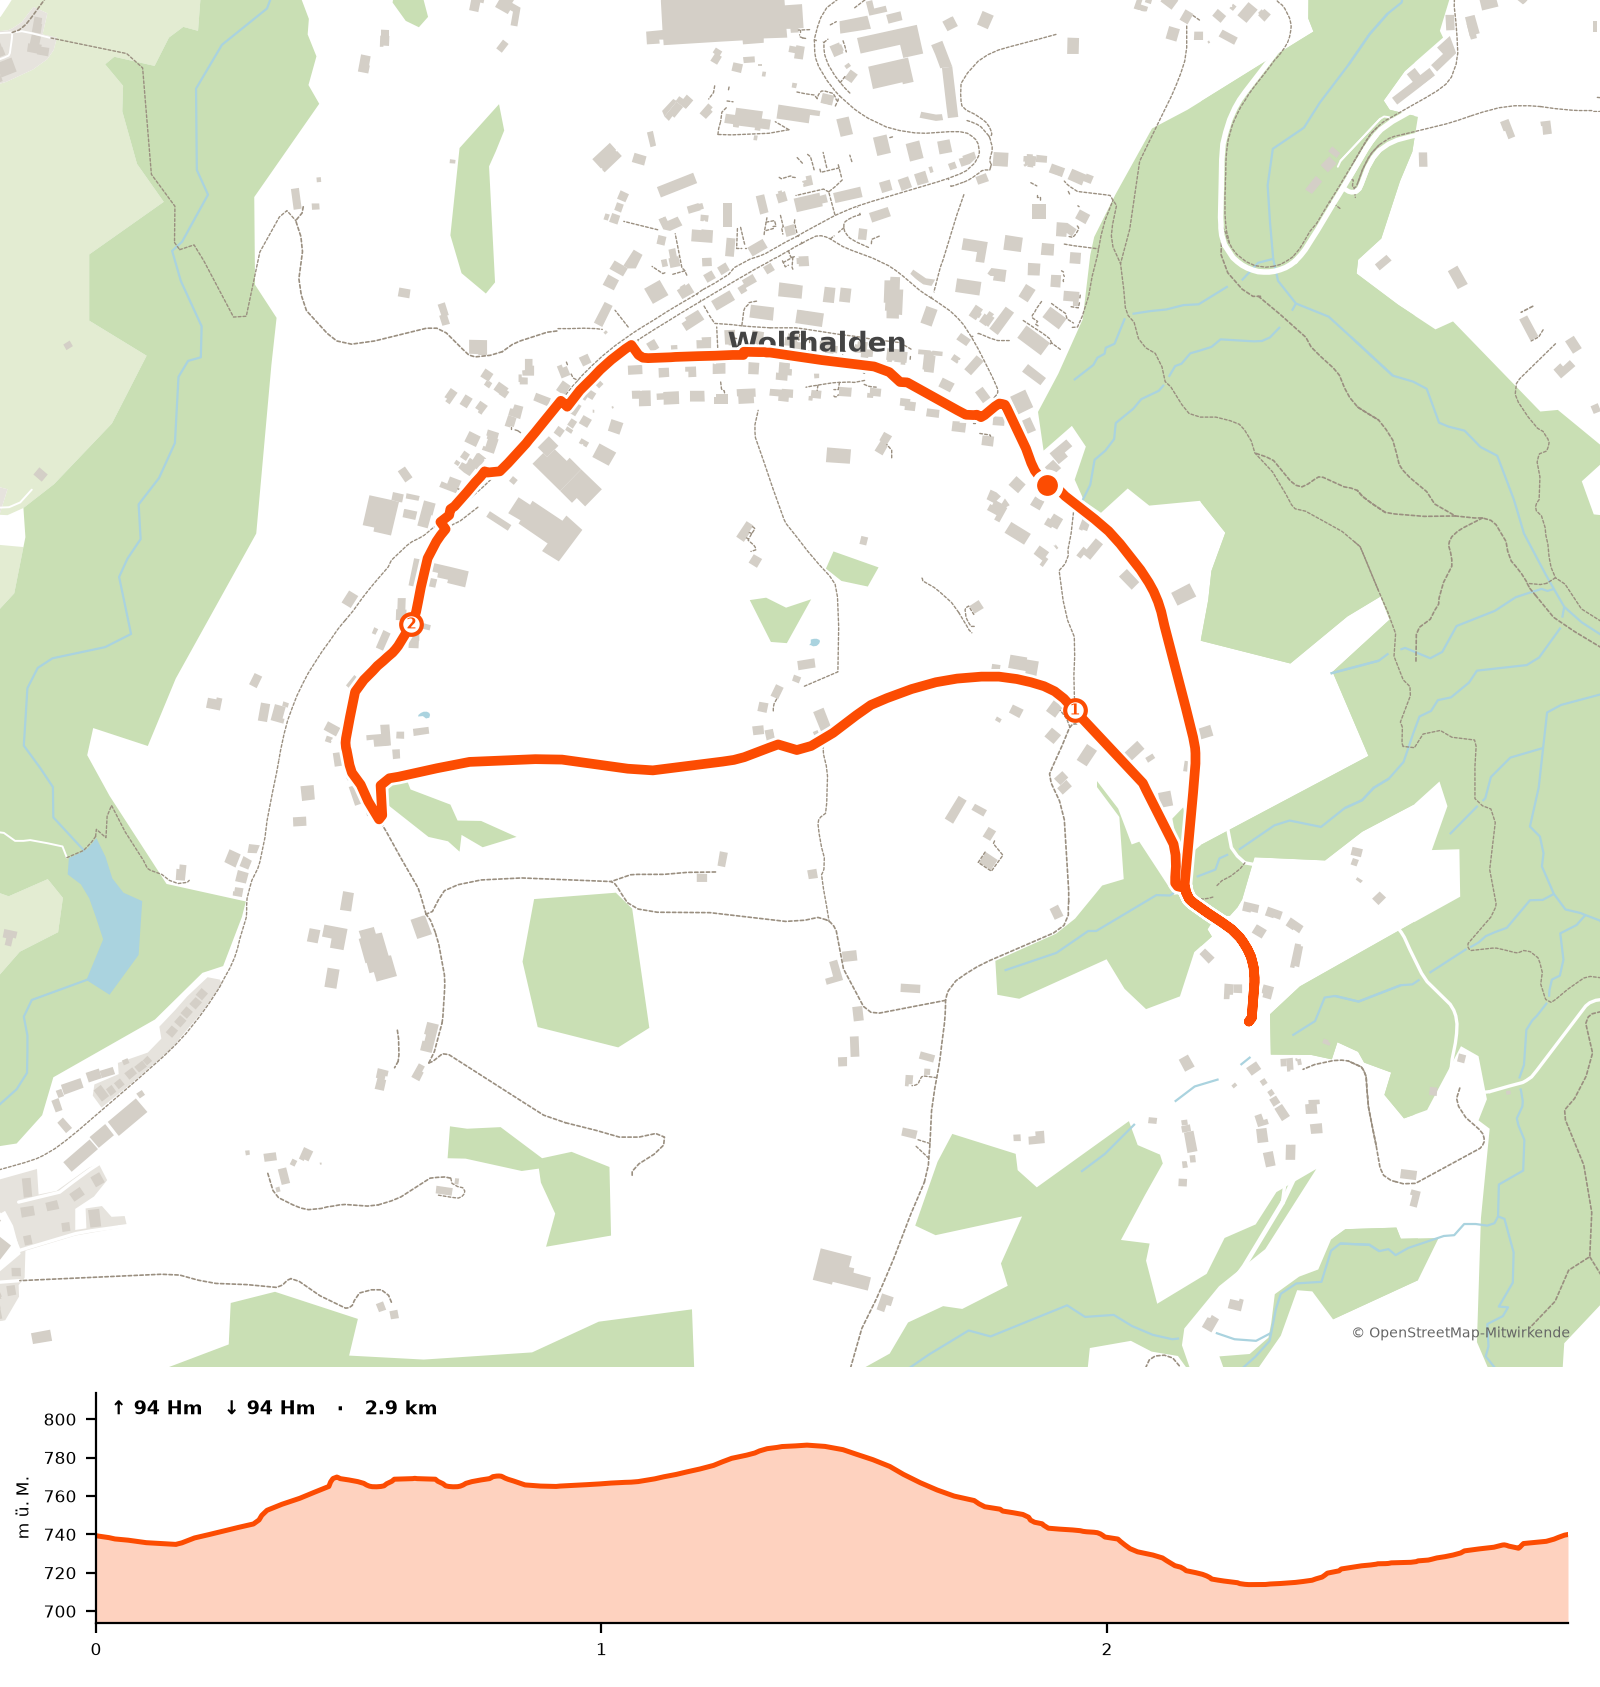 Wolfhalden
2
1
© OpenStreetMap-Mitwirkende
↑ 94 Hm ↓ 94 Hm · 2.9 km
m ü. M.
800
780
760
740
720
700
0 1 2